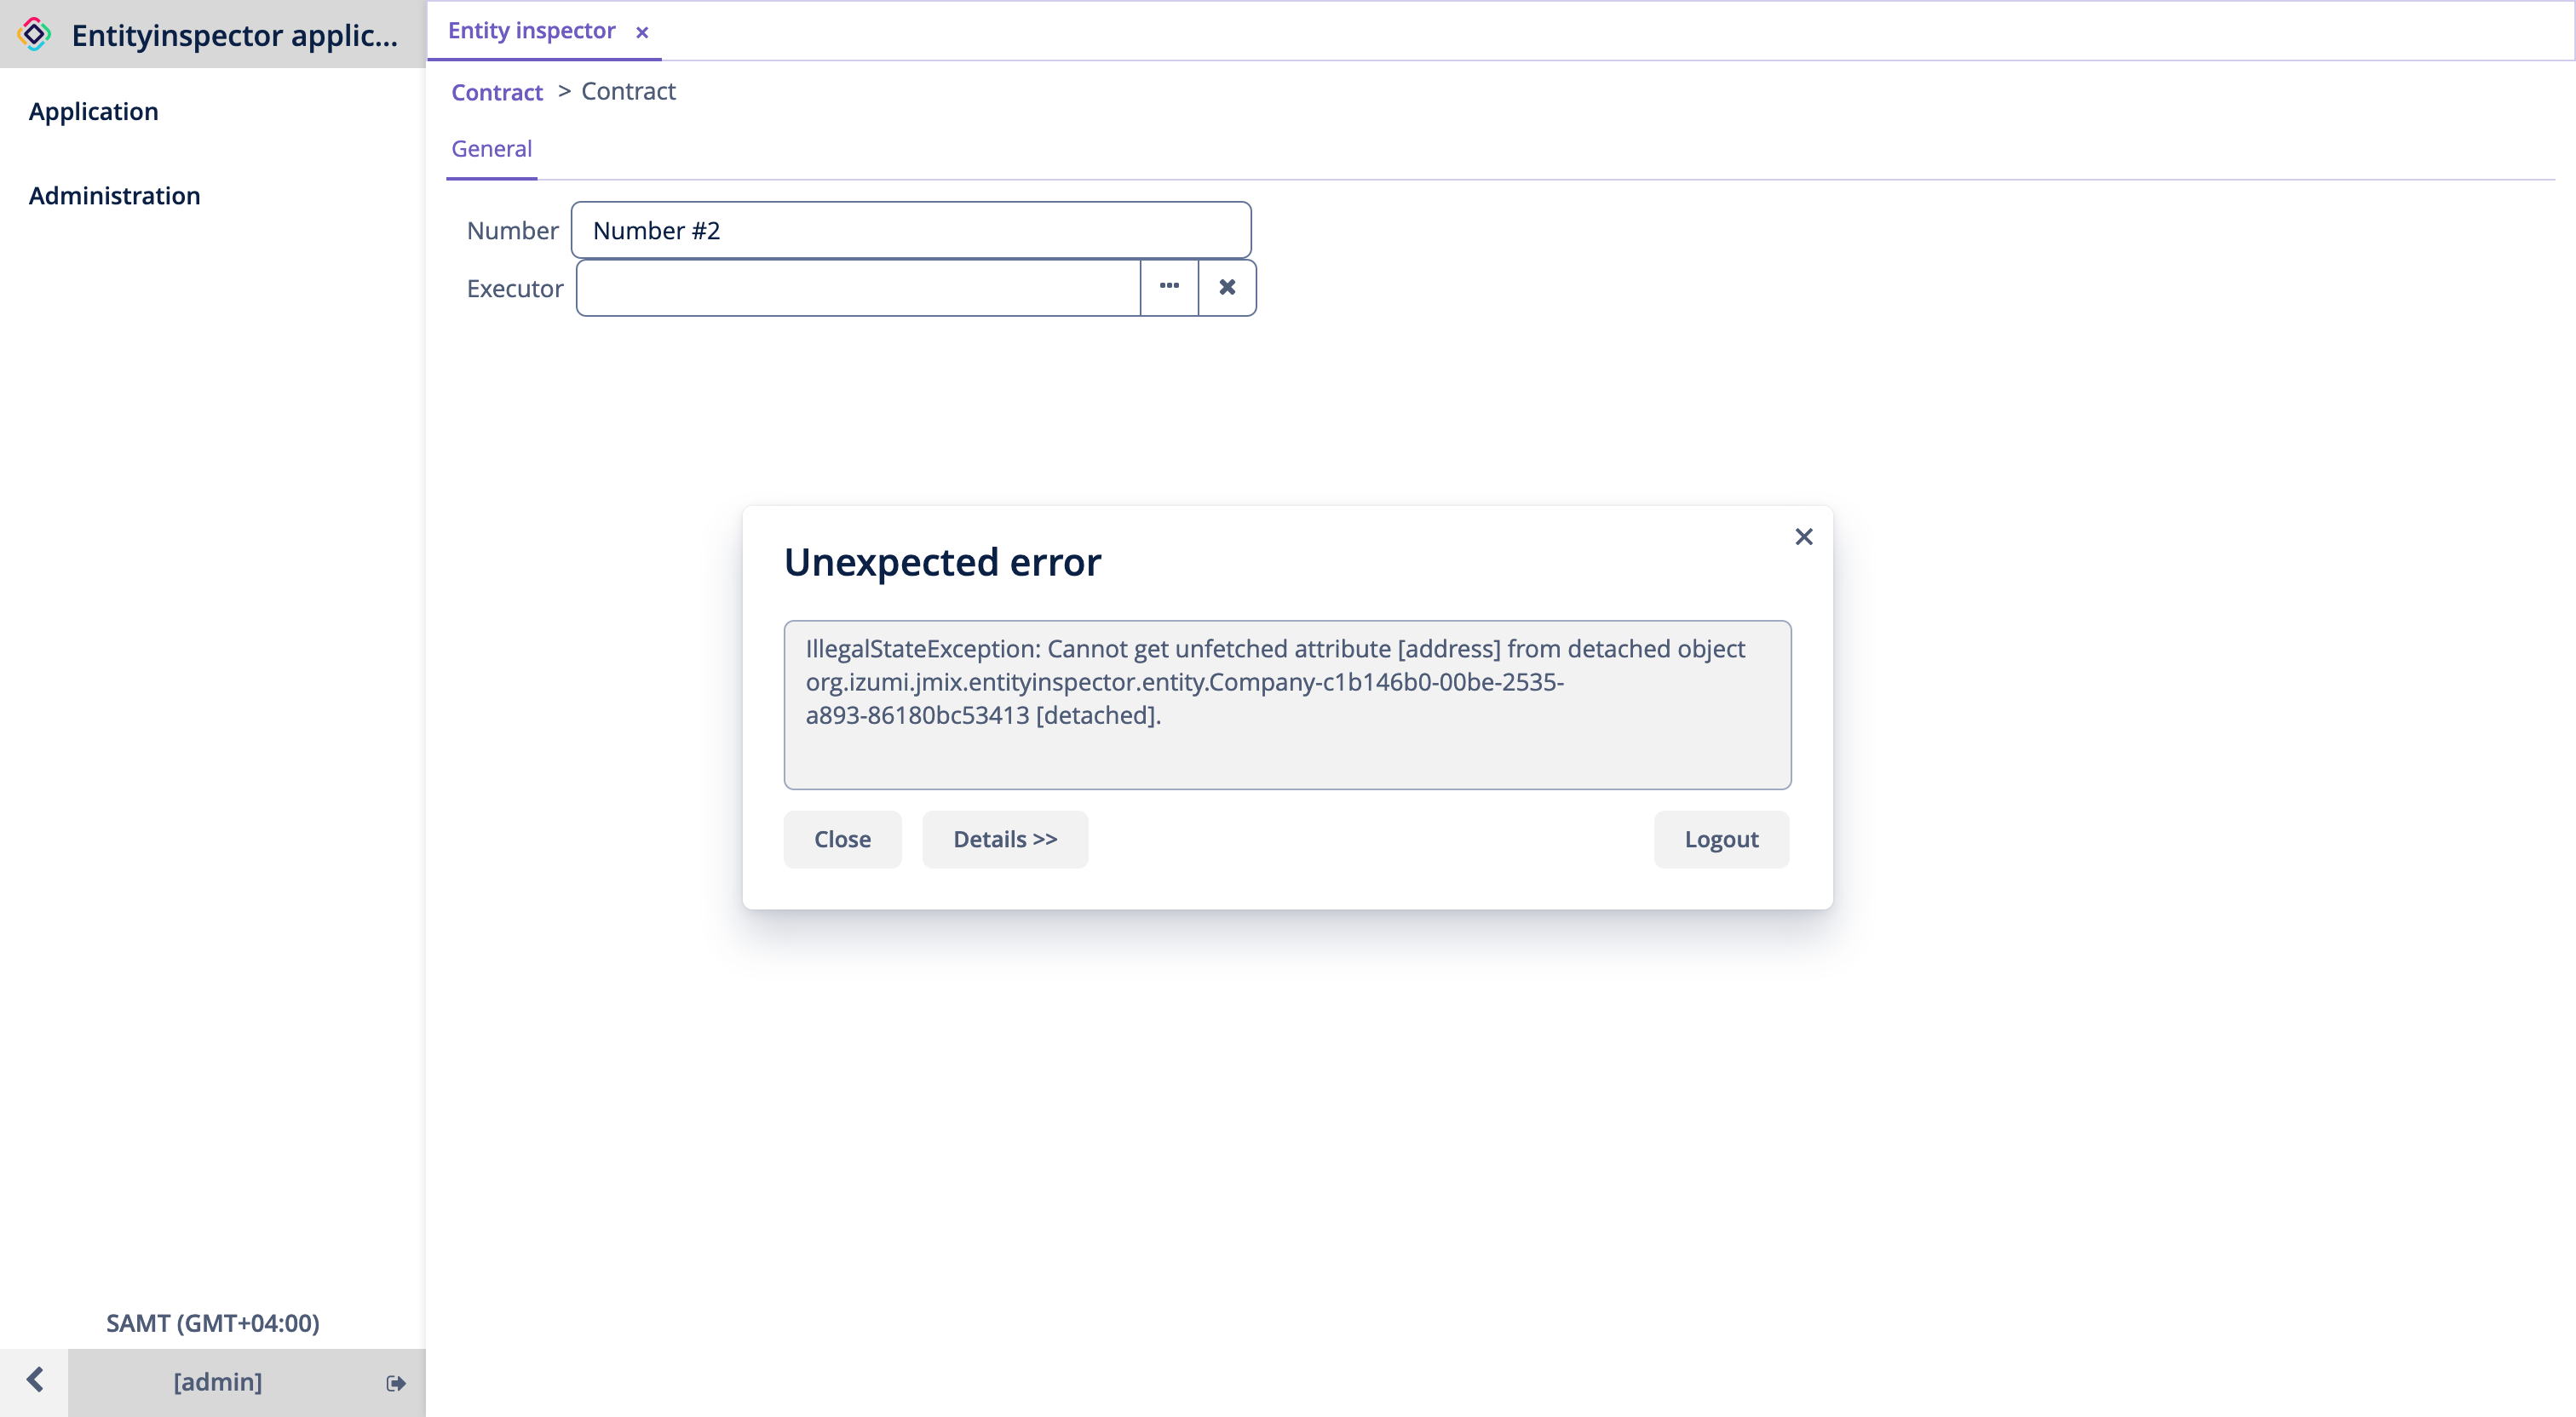 Entityinspector applic...
Application
Administration
SAMT (GMT+04:00)
[admin]
Entity inspector
Contract > Contract
General
Number Number #2
Executor
Unexpected error
IllegalStateException: Cannot get unfetched attribute [address] from detached object
org.izumi.jmix.entityinspector.entity.Company-c1b146b0-00be-2535-
a893-86180bc53413 [detached].
Close Details >> Logout